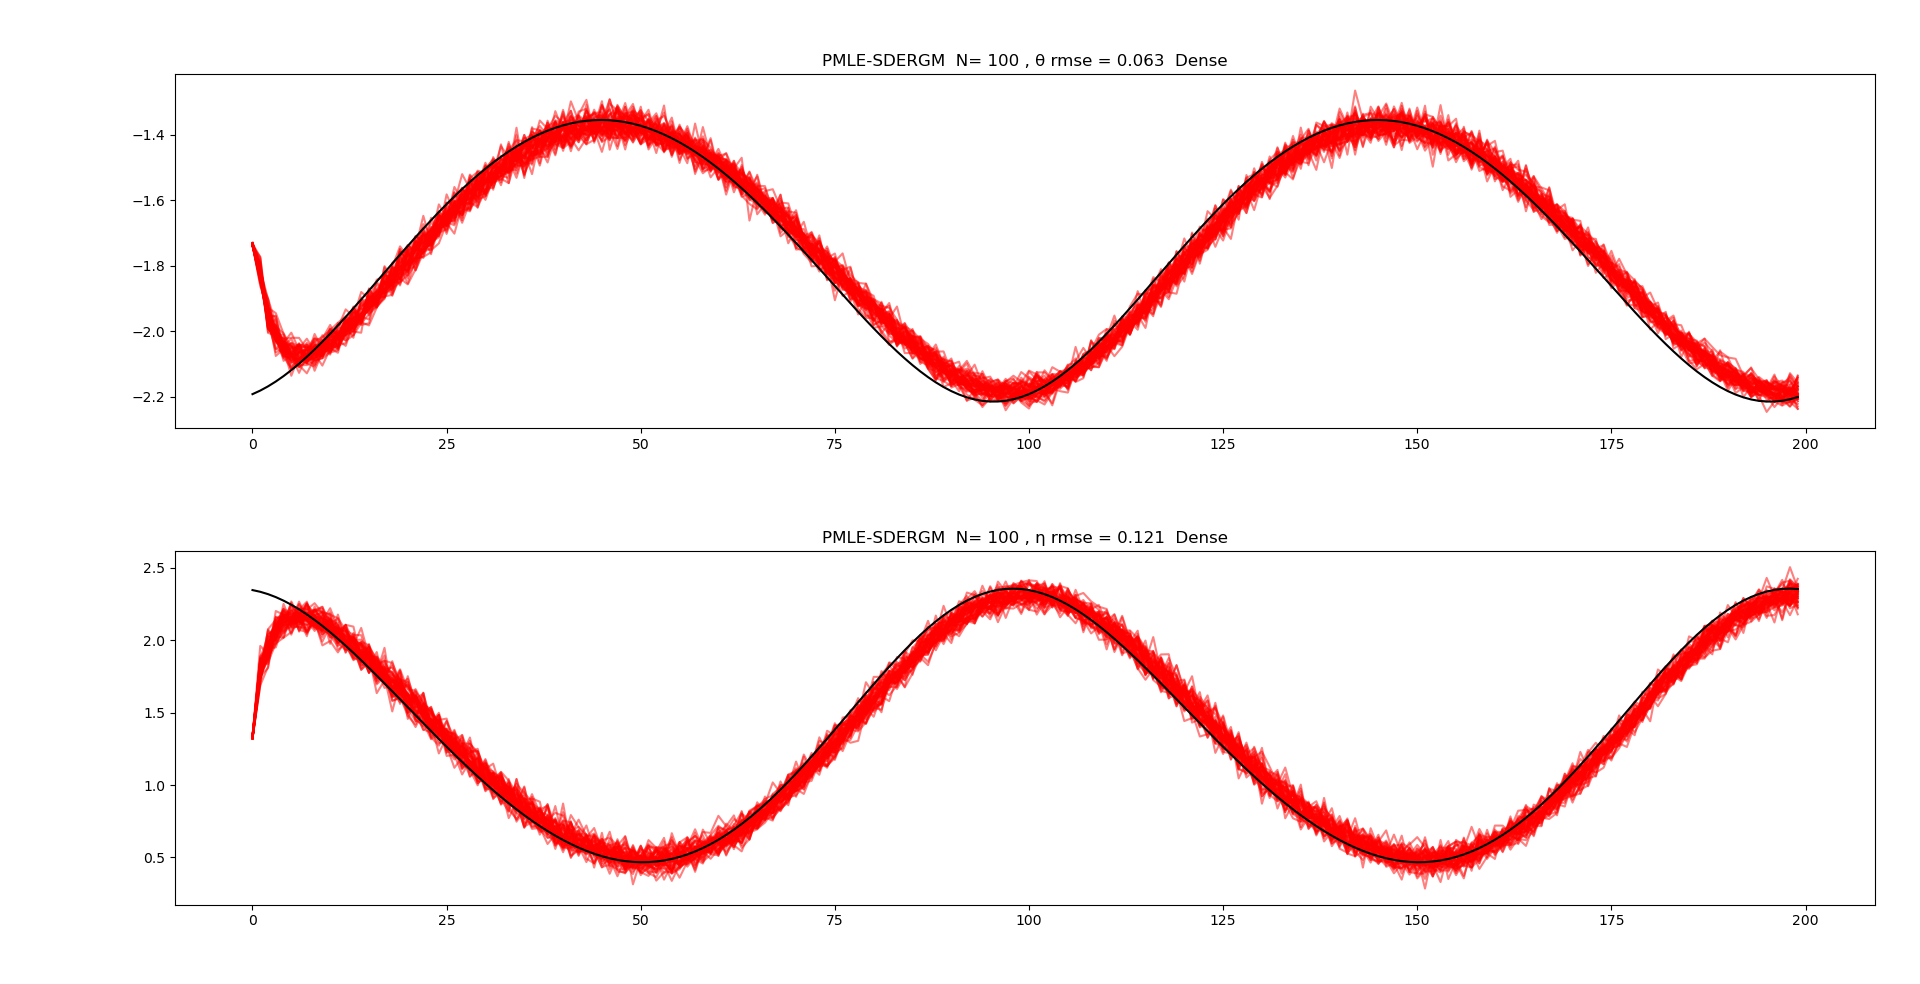 PMLE-SDERGM N= 100 , θ rmse = 0.063 Dense
−1.4
−1.6
−1.8
−2.0
−2.2
0 25 50 75 100 125 150 175 200
PMLE-SDERGM N= 100 , η rmse = 0.121 Dense
2.5
2.0
1.5
1.0
0.5
0 25 50 75 100 125 150 175 200